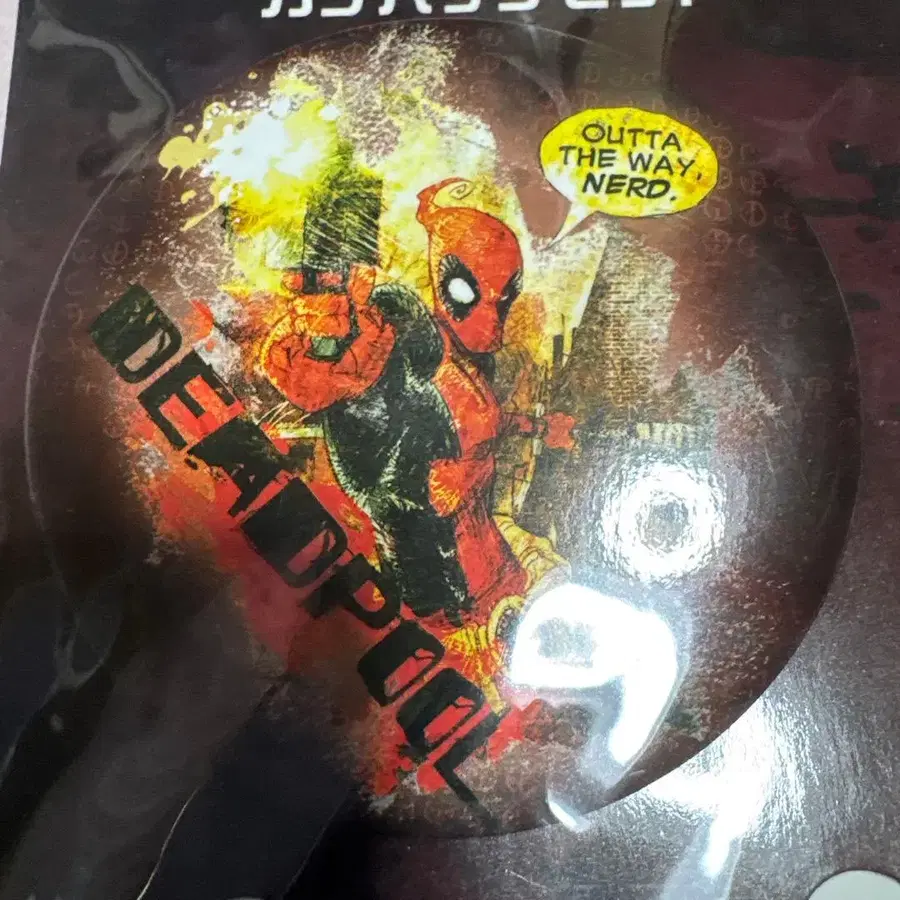 OUTTA
THE WAY,
NERD.
DEADPOOL